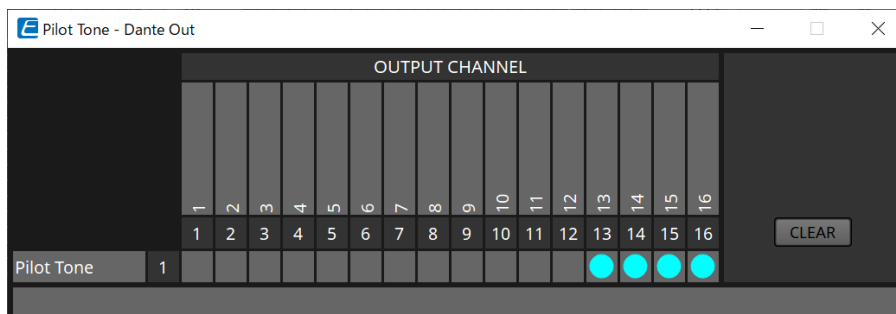 Pilot Tone - Dante Out
OUTPUT CHANNEL
1 2 3 4 5 6 7 8 9 10 11 12 13 14 15 16
1 2 3 4 5 6 7 8 9 10 11 12 13 14 15 16
CLEAR
Pilot Tone 1